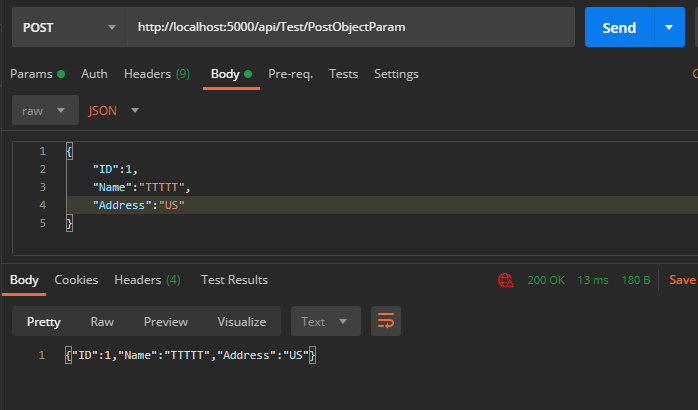 POST http://localhost:5000/api/Test/PostObjectParam Send
Params Auth Headers (9) Body Pre-req. Tests Settings
raw JSON
1 {
2 "ID":1,
3 "Name":"TTTTT",
4 "Address":"US"
5 }
Body Cookies Headers (4) Test Results 200 OK 13 ms 180 B Save
Pretty Raw Preview Visualize Text
1 {"ID":1,"Name":"TTTTT","Address":"US"}